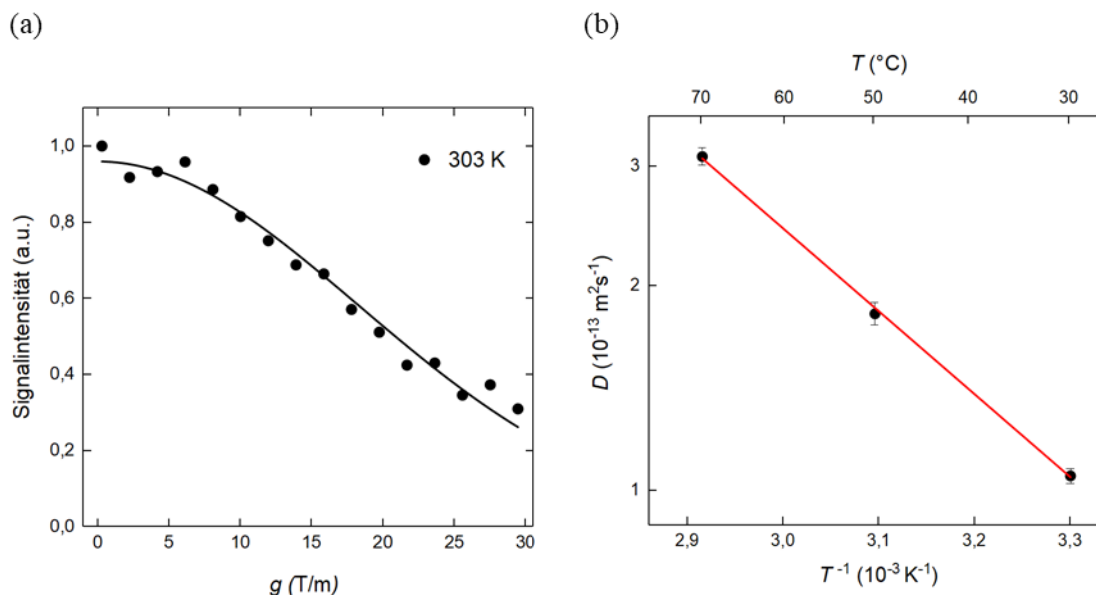 (a)
Signalintensität (a.u.)
1,0
0,8
0,6
0,4
0,2
0,0
303 K
0 5 10 15 20 25 30
g (T/m)
(b)
T (°C)
70 60 50 40 30
D (10⁻¹³ m²s⁻¹)
3
2
1
2,9 3,0 3,1 3,2 3,3
T⁻¹ (10⁻³ K⁻¹)